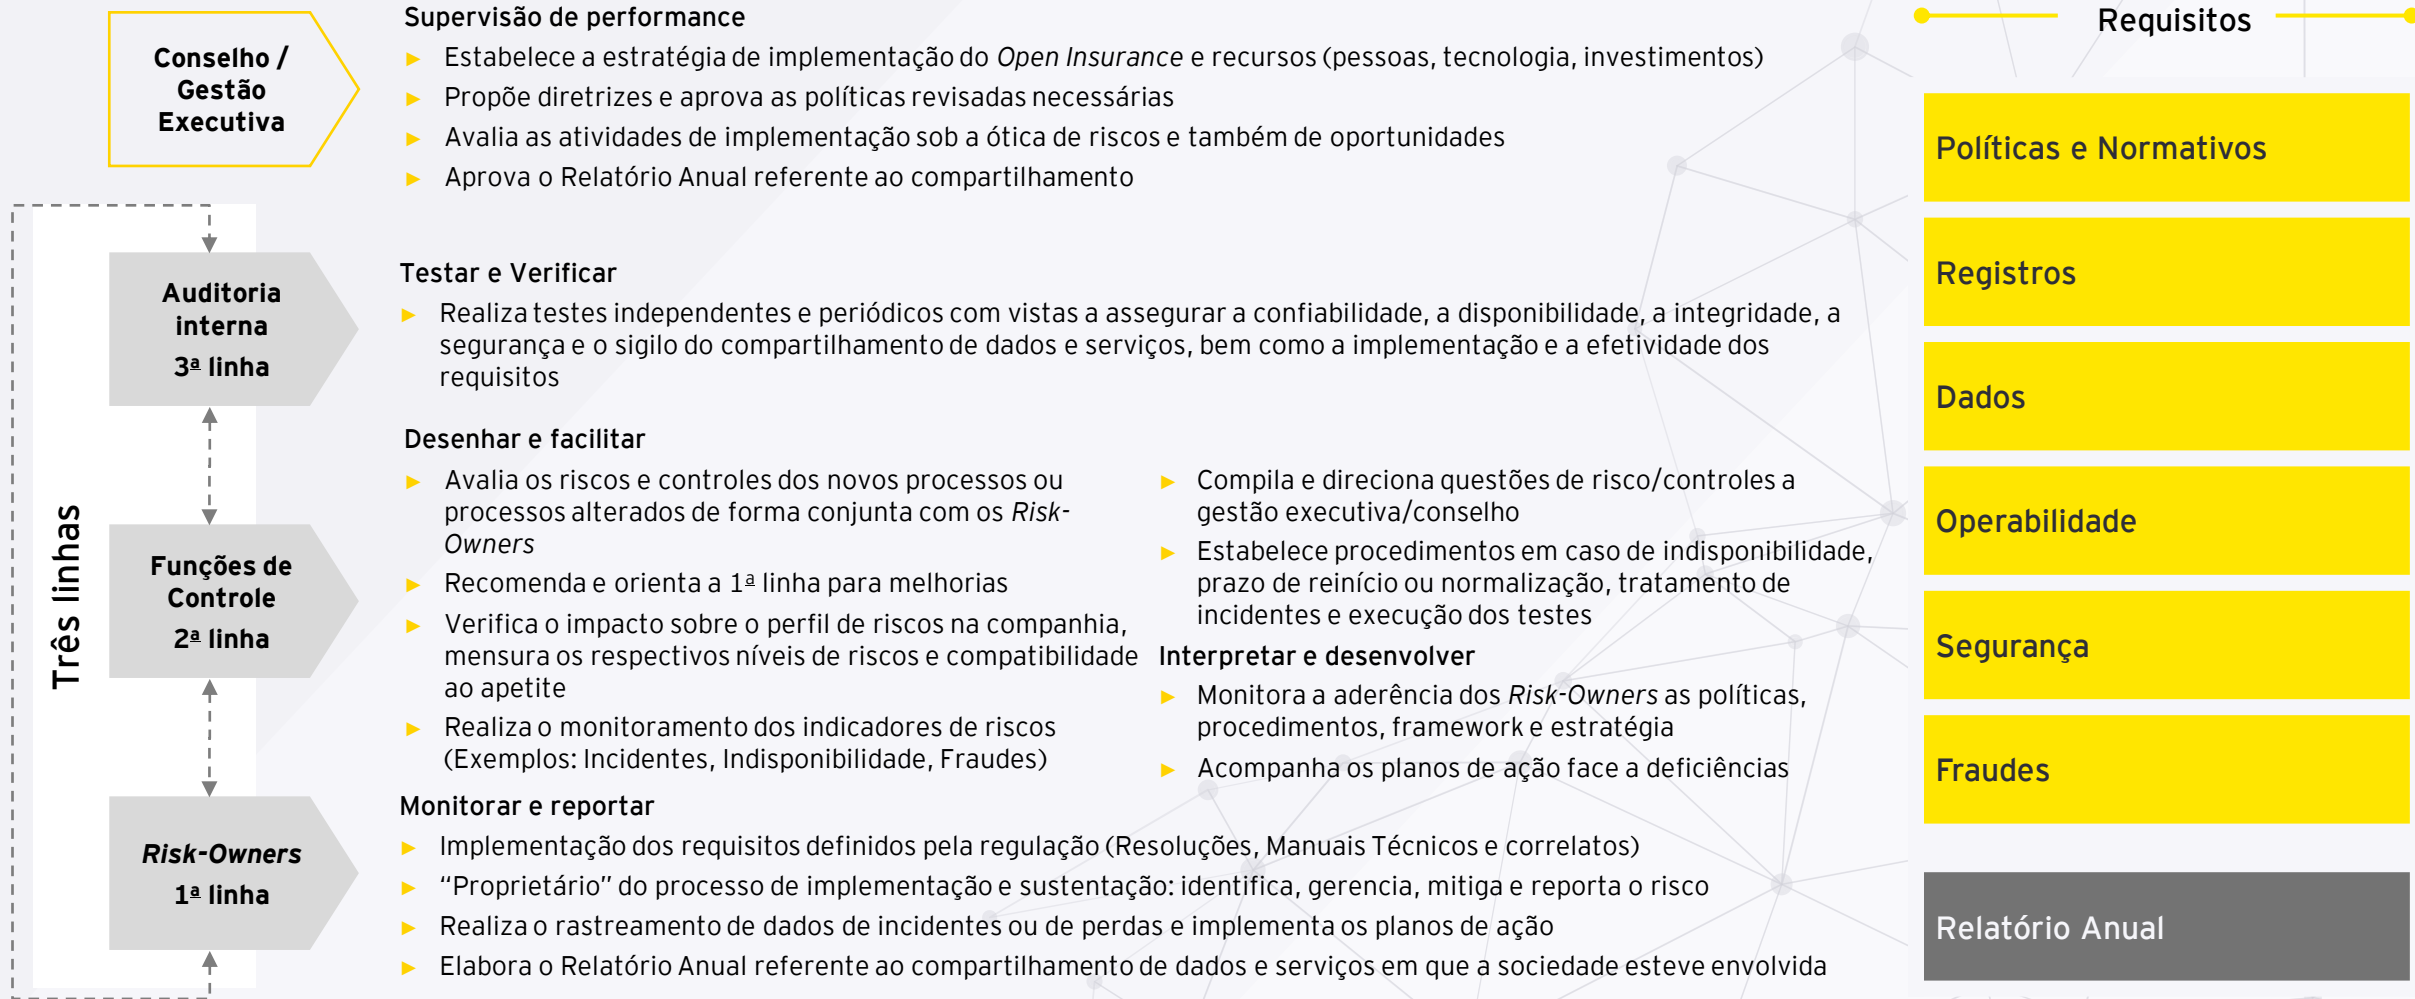 Conselho /
Gestão
Executiva
Supervisão de performance
► Estabelece a estratégia de implementação do Open Insurance e recursos (pessoas, tecnologia, investimentos)
► Propõe diretrizes e aprova as políticas revisadas necessárias
► Avalia as atividades de implementação sob a ótica de riscos e também de oportunidades
► Aprova o Relatório Anual referente ao compartilhamento
Três linhas
Auditoria
interna
3ª linha
Testar e Verificar
► Realiza testes independentes e periódicos com vistas a assegurar a confiabilidade, a disponibilidade, a integridade, a
segurança e o sigilo do compartilhamento de dados e serviços, bem como a implementação e a efetividade dos
requisitos
Funções de
Controle
2ª linha
Desenhar e facilitar
► Avalia os riscos e controles dos novos processos ou
processos alterados de forma conjunta com os Risk-
Owners
► Recomenda e orienta a 1ª linha para melhorias
► Verifica o impacto sobre o perfil de riscos na companhia,
mensura os respectivos níveis de riscos e compatibilidade
ao apetite
► Realiza o monitoramento dos indicadores de riscos
(Exemplos: Incidentes, Indisponibilidade, Fraudes)
► Compila e direciona questões de risco/controles a
gestão executiva/conselho
► Estabelece procedimentos em caso de indisponibilidade,
prazo de reinício ou normalização, tratamento de
incidentes e execução dos testes
Interpretar e desenvolver
► Monitora a aderência dos Risk-Owners as políticas,
procedimentos, framework e estratégia
► Acompanha os planos de ação face a deficiências
Risk-Owners
1ª linha
Monitorar e reportar
► Implementação dos requisitos definidos pela regulação (Resoluções, Manuais Técnicos e correlatos)
► “Proprietário” do processo de implementação e sustentação: identifica, gerencia, mitiga e reporta o risco
► Realiza o rastreamento de dados de incidentes ou de perdas e implementa os planos de ação
► Elabora o Relatório Anual referente ao compartilhamento de dados e serviços em que a sociedade esteve envolvida
Requisitos
Políticas e Normativos
Registros
Dados
Operabilidade
Segurança
Fraudes
Relatório Anual